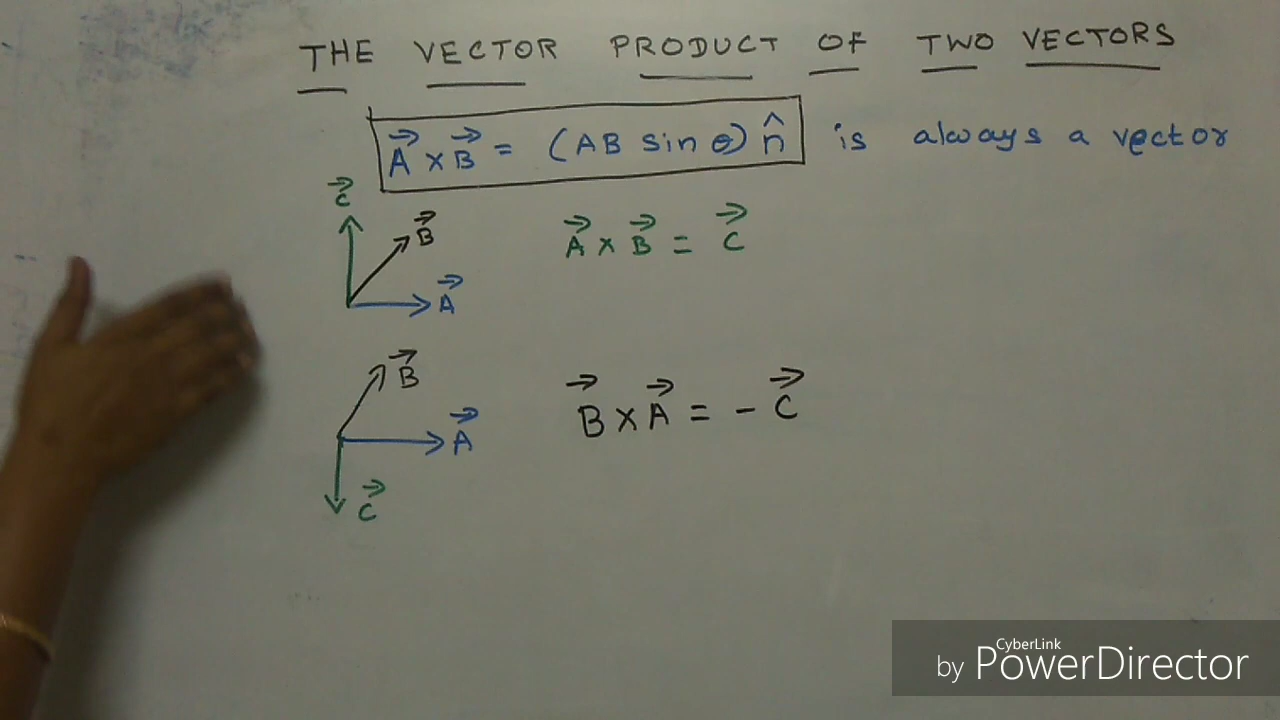 THE VECTOR PRODUCT OF TWO VECTORS
A⃗ × B⃗ = (AB sin θ) n̂ is always a vector
C⃗
B⃗
A⃗ × B⃗ = C⃗
A⃗
B⃗
B⃗ × A⃗ = - C⃗
A⃗
C⃗
CyberLink
by PowerDirector